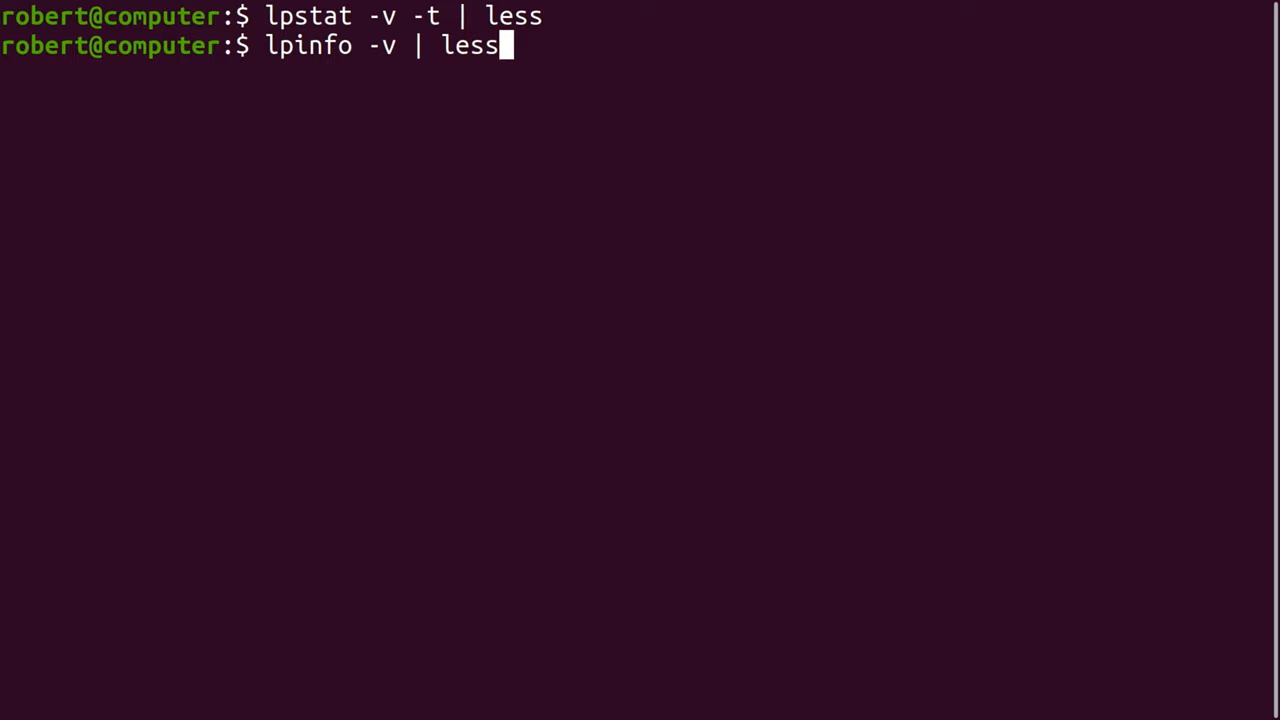 robert@computer:$ lpstat -v -t | less
robert@computer:$ lpinfo -v | less